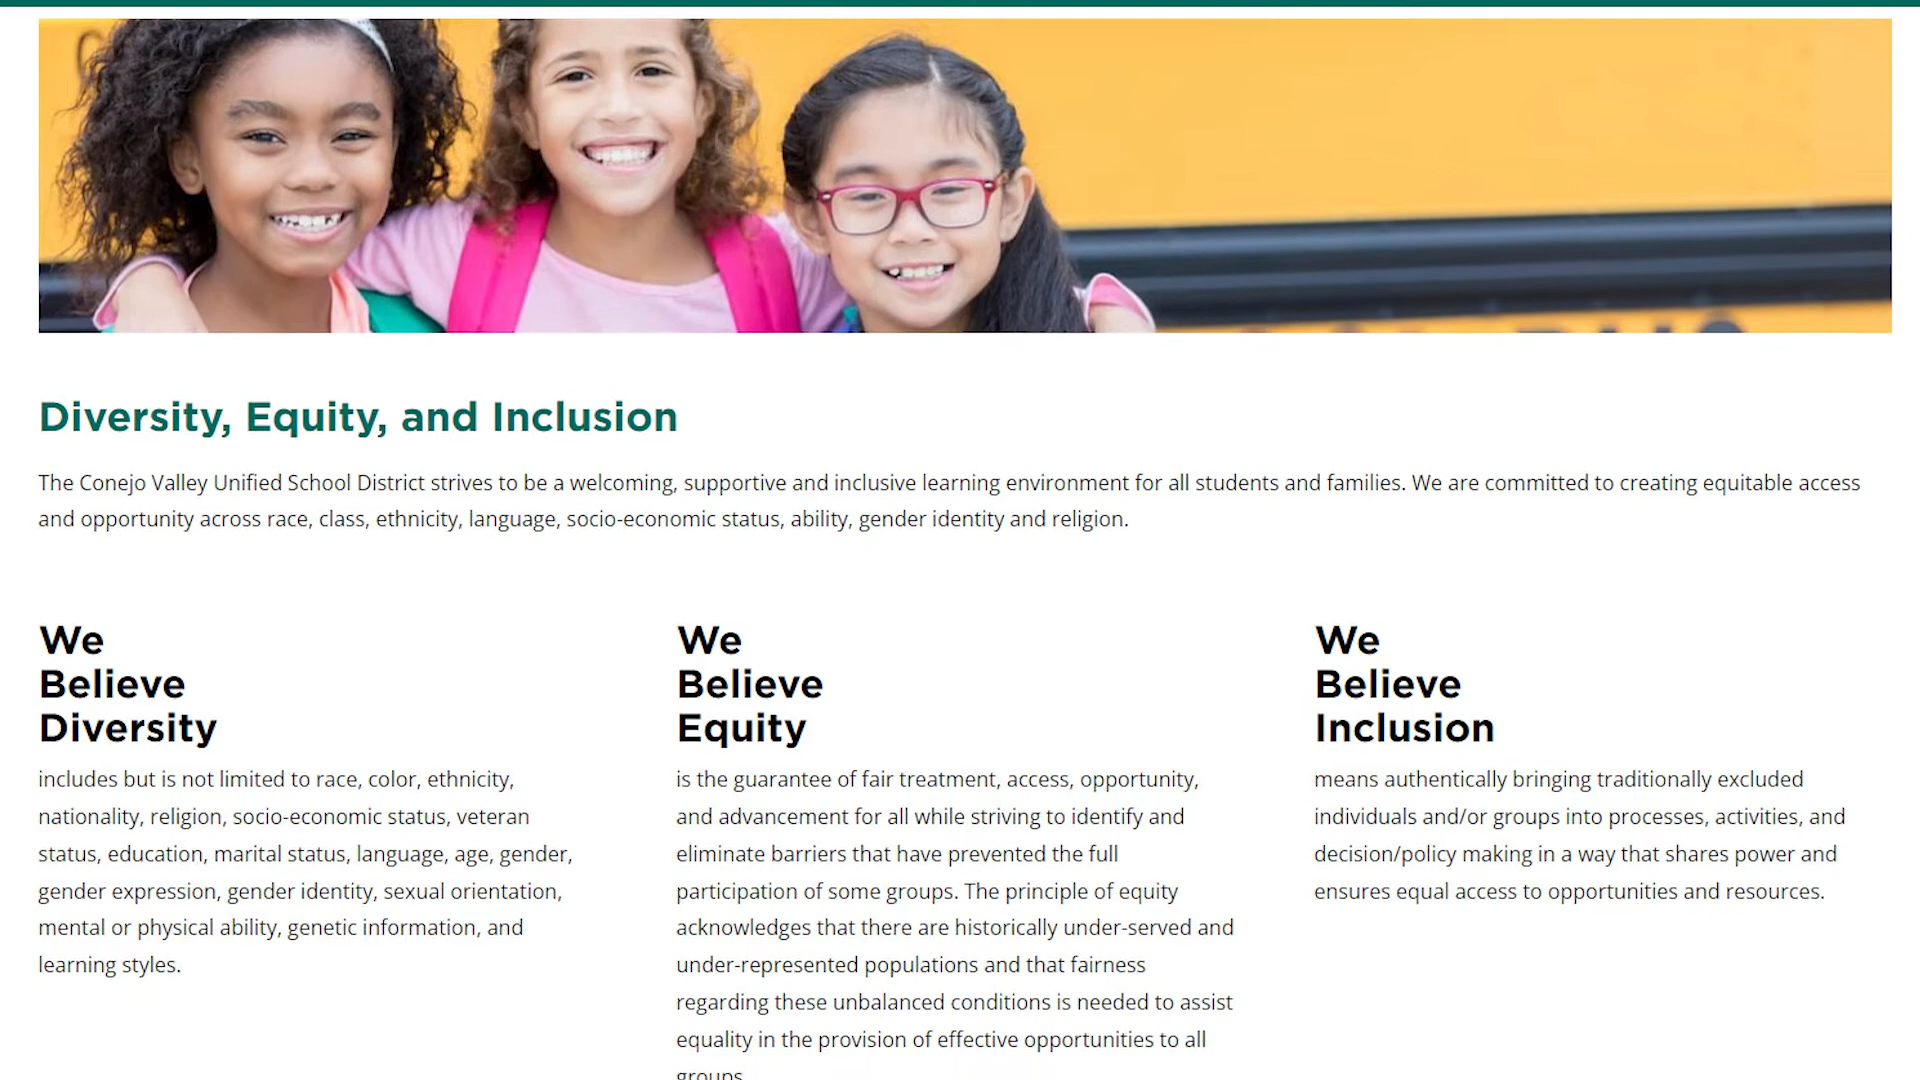 Diversity, Equity, and Inclusion
The Conejo Valley Unified School District strives to be a welcoming, supportive and inclusive learning environment for all students and families. We are committed to creating equitable access
and opportunity across race, class, ethnicity, language, socio-economic status, ability, gender identity and religion.
We
Believe
Diversity
includes but is not limited to race, color, ethnicity,
nationality, religion, socio-economic status, veteran
status, education, marital status, language, age, gender,
gender expression, gender identity, sexual orientation,
mental or physical ability, genetic information, and
learning styles.
We
Believe
Equity
is the guarantee of fair treatment, access, opportunity,
and advancement for all while striving to identify and
eliminate barriers that have prevented the full
participation of some groups. The principle of equity
acknowledges that there are historically under-served and
under-represented populations and that fairness
regarding these unbalanced conditions is needed to assist
equality in the provision of effective opportunities to all
groups.
We
Believe
Inclusion
means authentically bringing traditionally excluded
individuals and/or groups into processes, activities, and
decision/policy making in a way that shares power and
ensures equal access to opportunities and resources.